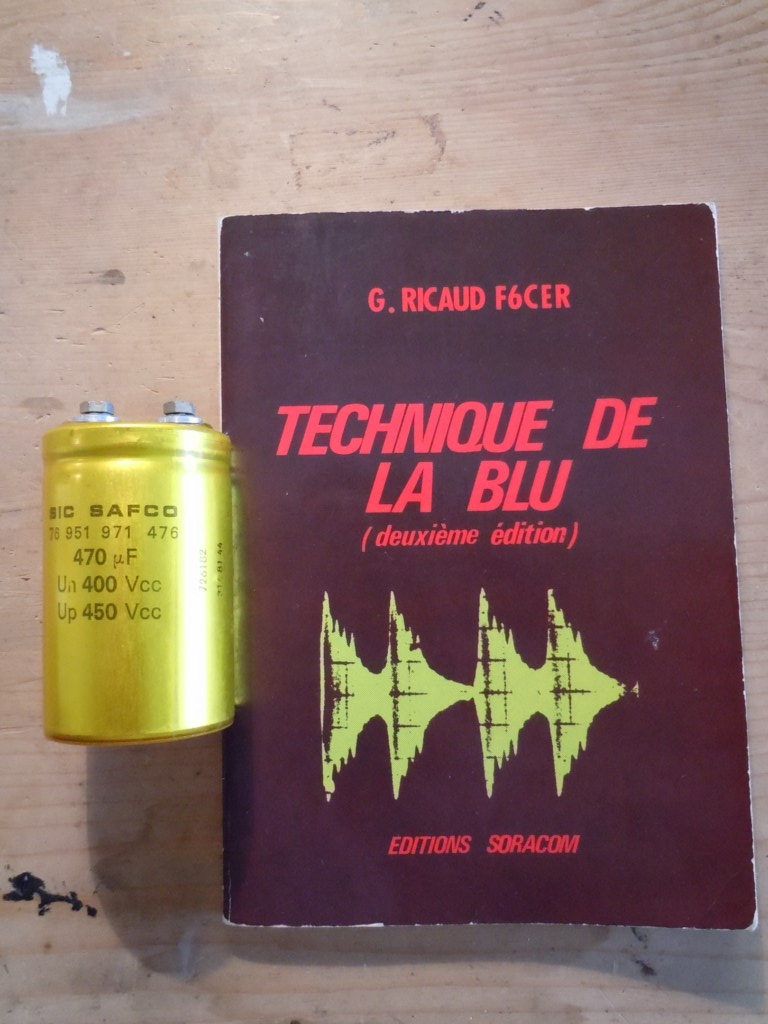 G. RICAUD F6CER
TECHNIQUE DE
LA BLU
(deuxième édition)
EDITIONS SORACOM
SIC SAFCO
76 951 971 476
470 µF
Un 400 Vcc
Up 450 Vcc